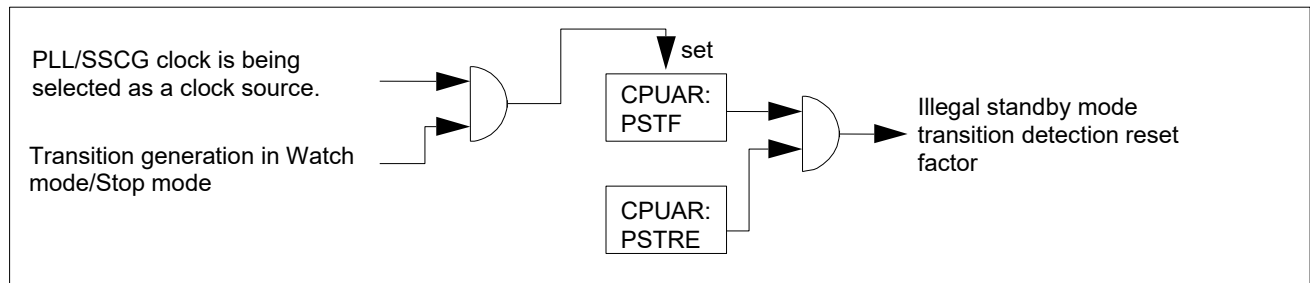 PLL/SSCG clock is being
selected as a clock source.
Transition generation in Watch
mode/Stop mode
set
CPUAR:
PSTF
CPUAR:
PSTRE
Illegal standby mode
transition detection reset
factor